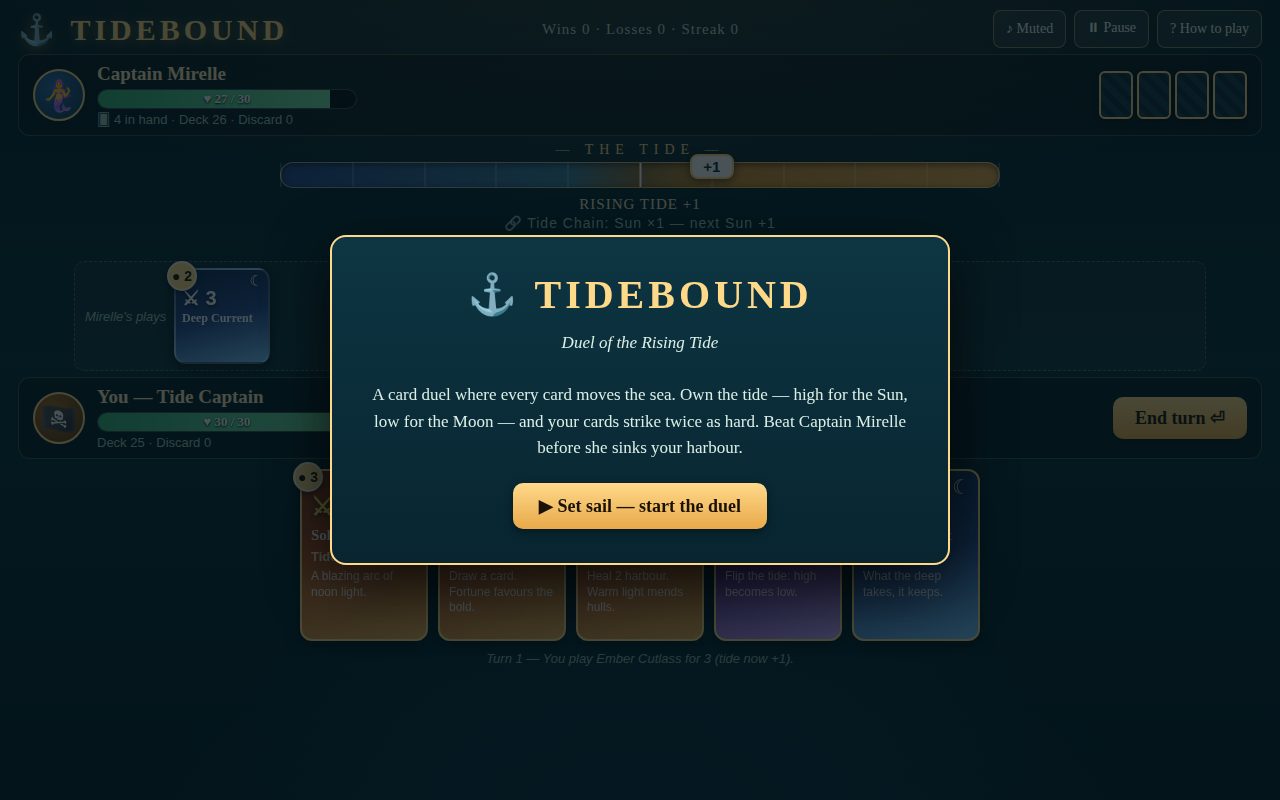 ⚓ TIDEBOUND
Wins 0 · Losses 0 · Streak 0
♪ Muted
⏸ Pause
? How to play
Captain Mirelle
♥ 27 / 30
🂠 4 in hand · Deck 26 · Discard 0
— THE TIDE —
+1
RISING TIDE +1
🔗 Tide Chain: Sun ×1 — next Sun +1
⚓ TIDEBOUND
Duel of the Rising Tide
A card duel where every card moves the sea. Own the tide — high for the Sun,
low for the Moon — and your cards strike twice as hard. Beat Captain Mirelle
before she sinks your harbour.
▶ Set sail — start the duel
Mirelle's plays
● 2
☾
⚔ 3
Deep Current
You — Tide Captain
♥ 30 / 30
Deck 25 · Discard 0
End turn ⏎
● 3
A blazing arc of
noon light.
Draw a card.
Fortune favours the
bold.
Heal 2 harbour.
Warm light mends
hulls.
Flip the tide: high
becomes low.
☾
What the deep
takes, it keeps.
Turn 1 — You play Ember Cutlass for 3 (tide now +1).